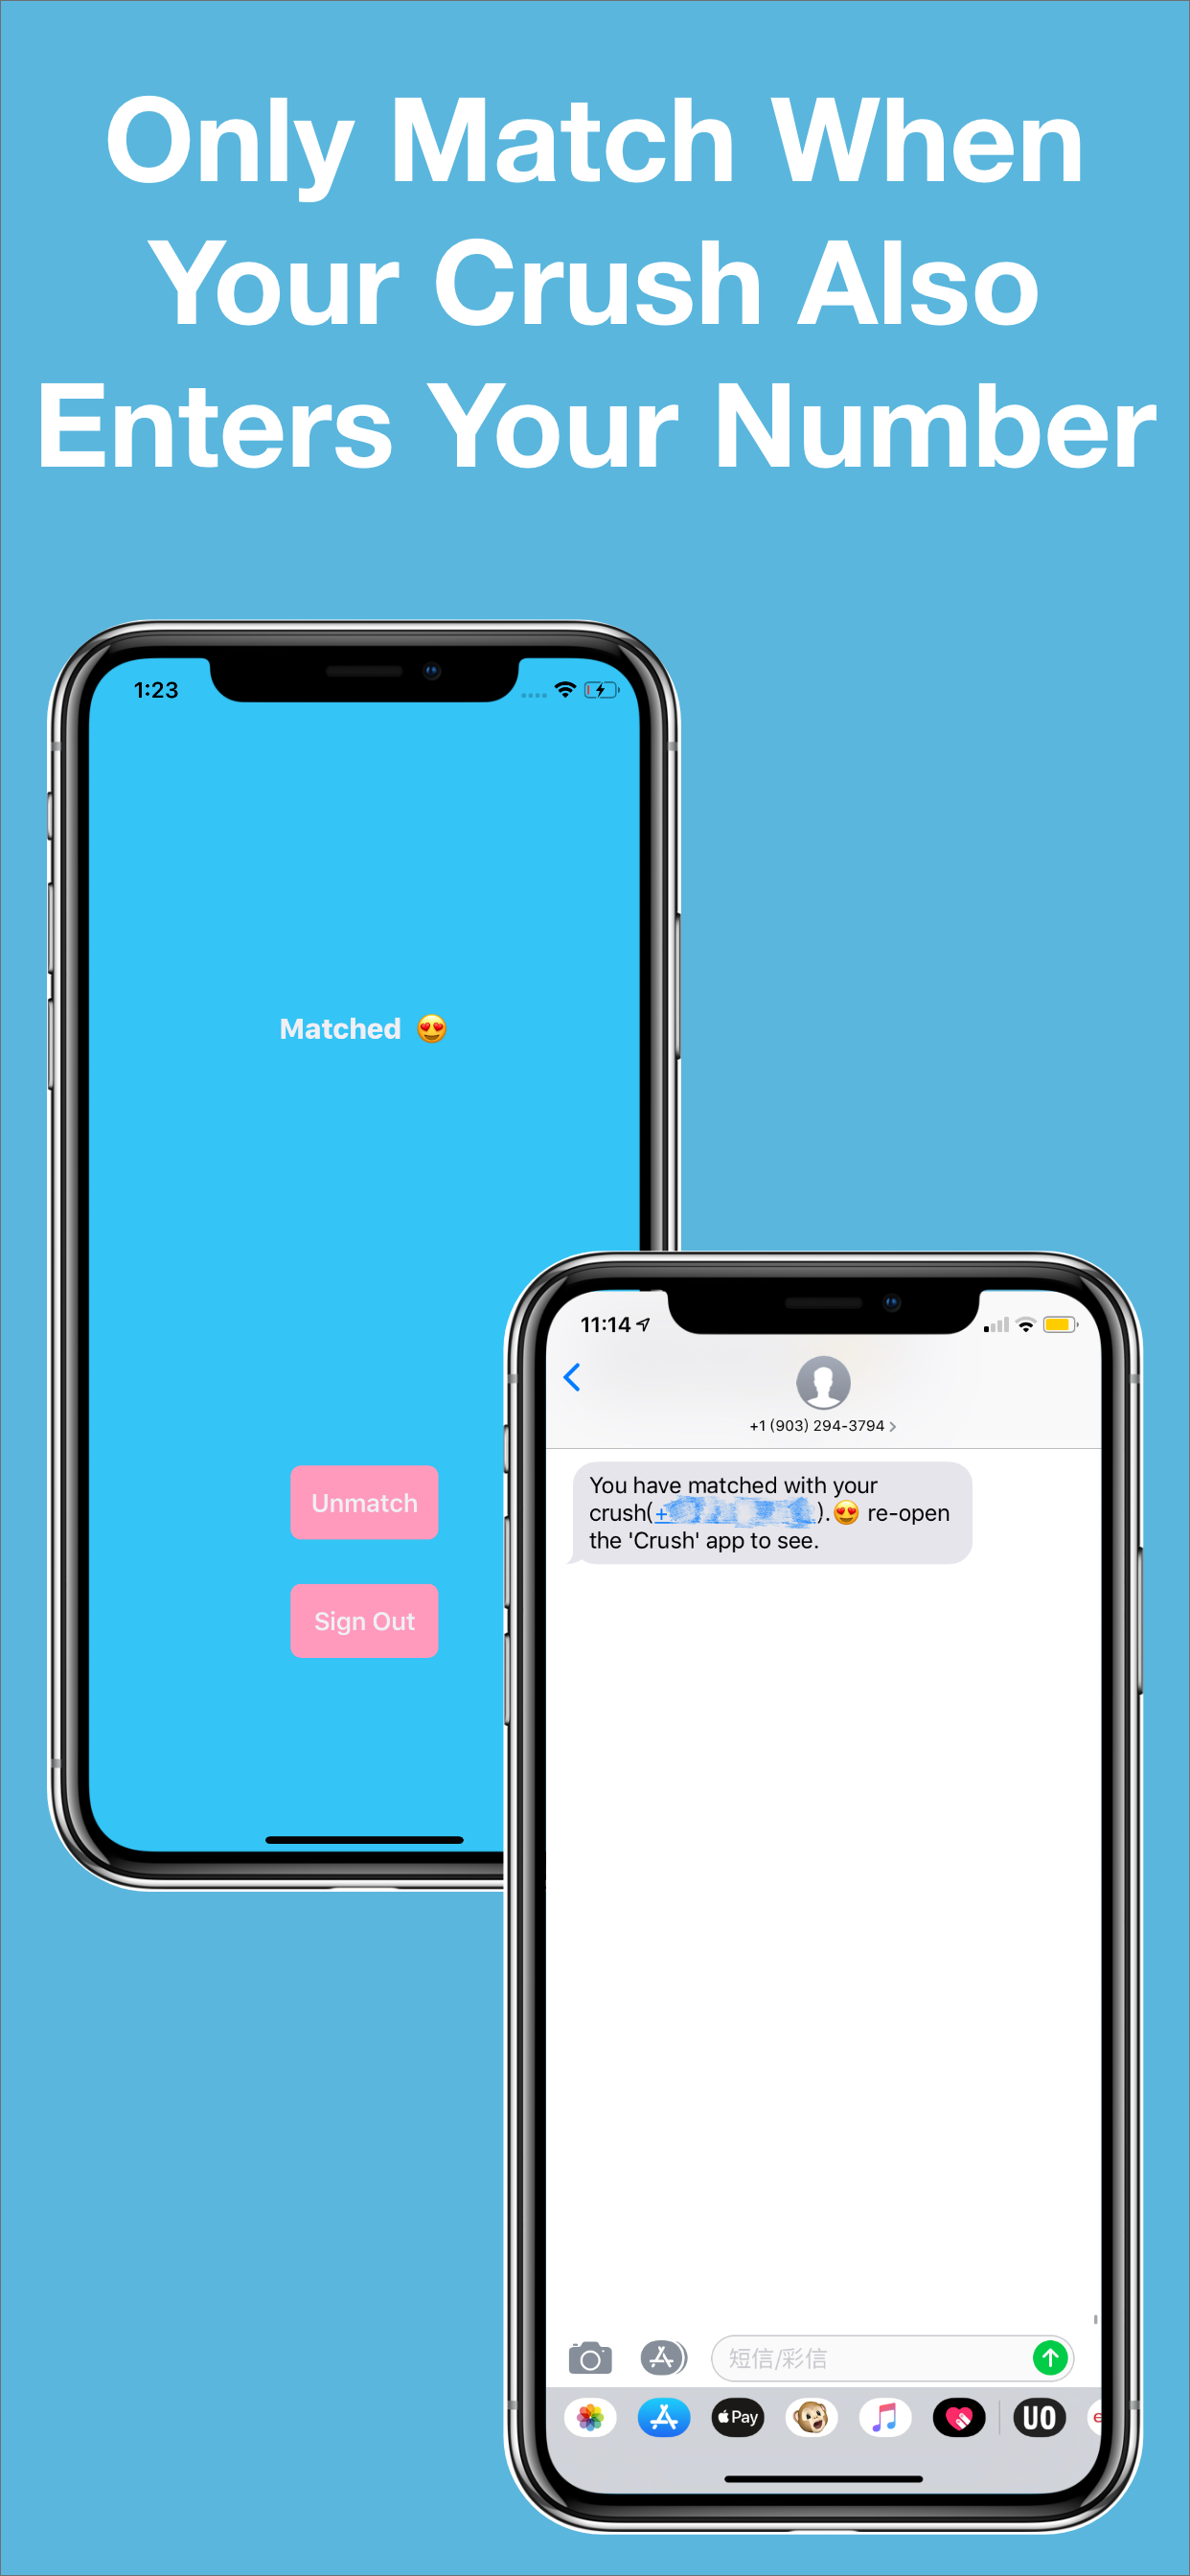 Only Match When
Your Crush Also
Enters Your Number
1:23
Matched 😍
Unmatch
Sign Out
11:14
+1 (903) 294-3794
You have matched with your
crush(+ ).😍 re-open
the 'Crush' app to see.
短信/彩信
Pay
UO
e